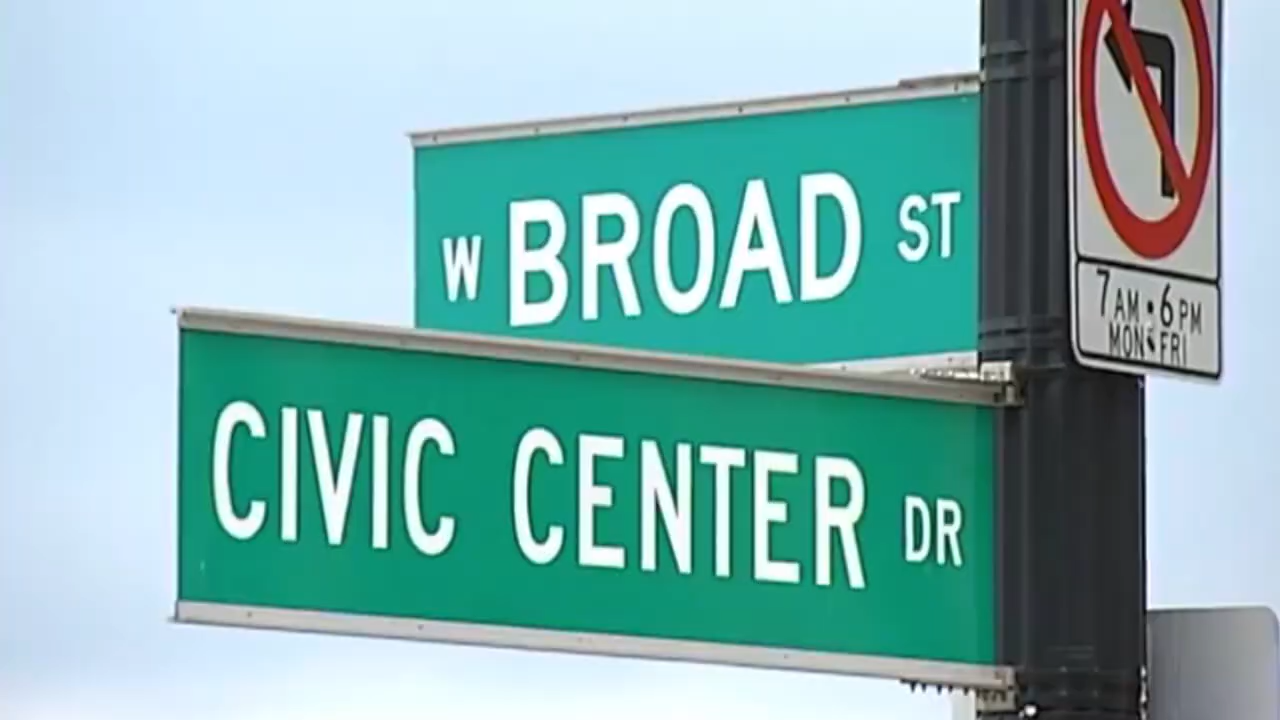 W BROAD ST
CIVIC CENTER DR
7 AM • 6 PM
MON FRI